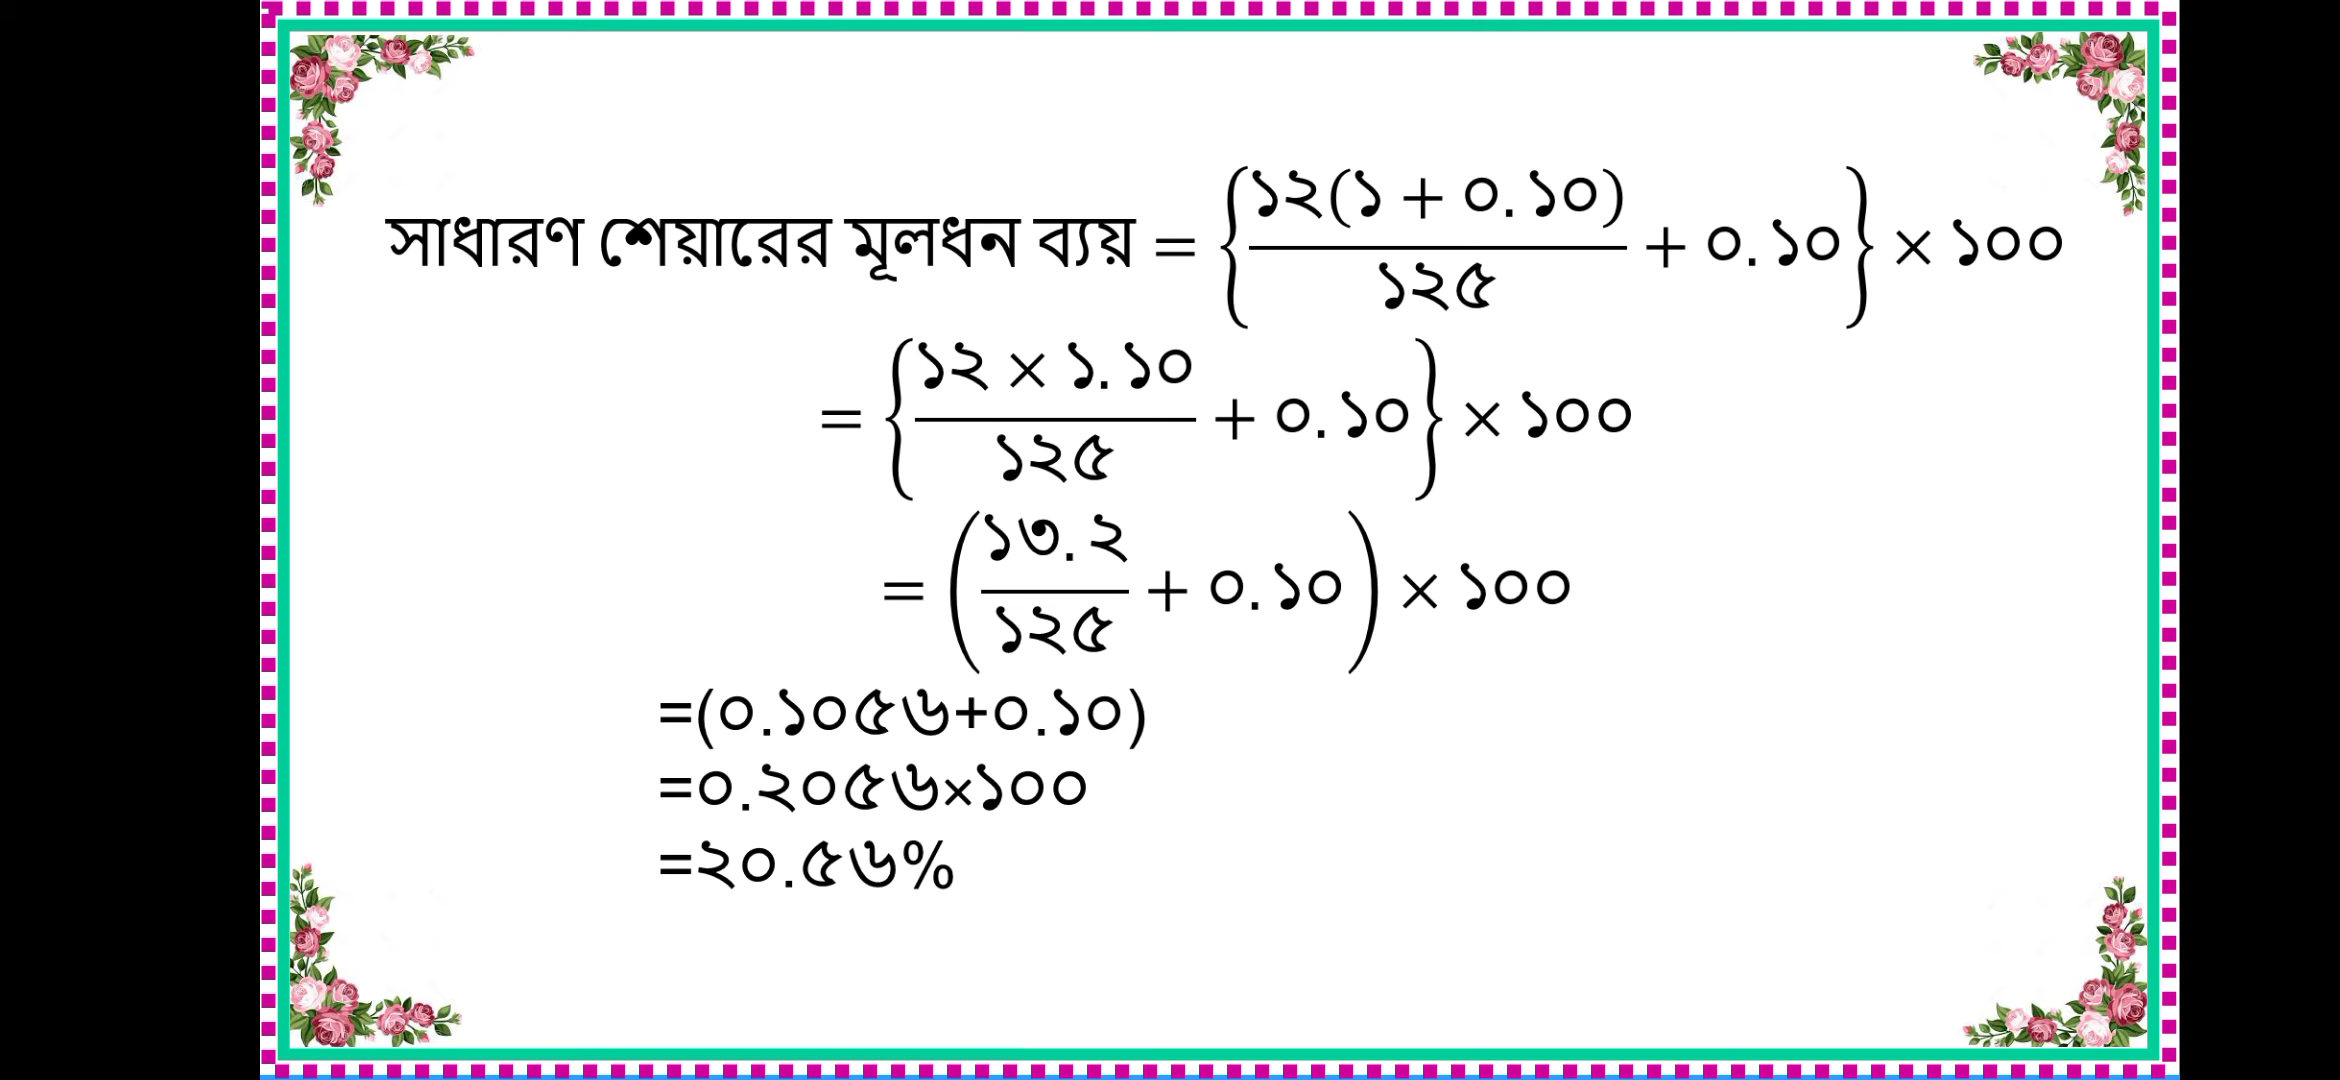 সাধারণ শেয়ারের মূলধন ব্যয় = {১২(১ + ০.১০)/১২৫ + ০.১০} × ১০০
= {১২ × ১.১০/১২৫ + ০.১০} × ১০০
= (১৩.২/১২৫ + ০.১০) × ১০০
=(০.১০৫৬+০.১০)
=০.২০৫৬×১০০
=২০.৫৬%